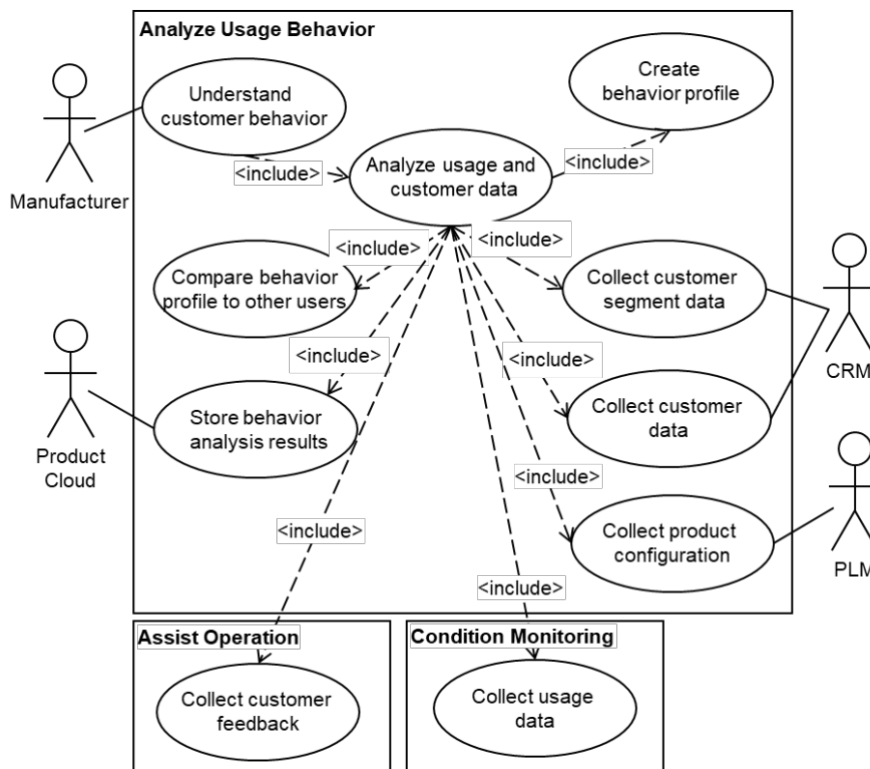 Analyze Usage Behavior
Understand
customer behavior
Create
behavior profile
Manufacturer
<include>
Analyze usage and
customer data
<include>
<include>
<include>
Compare behavior
profile to other users
Collect customer
segment data
CRM
<include>
<include>
Product
Cloud
Store behavior
analysis results
Collect customer
data
<include>
<include>
Collect product
configuration
PLM
<include>
Assist Operation
Condition Monitoring
Collect customer
feedback
Collect usage
data